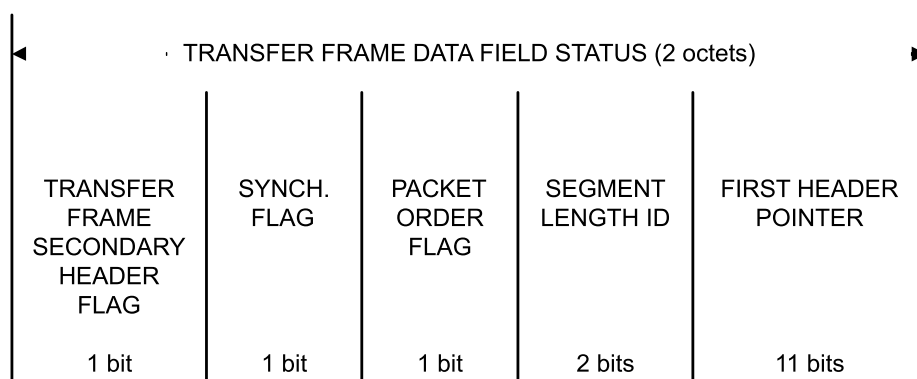 TRANSFER FRAME DATA FIELD STATUS (2 octets)
TRANSFER
FRAME
SECONDARY
HEADER
FLAG
1 bit
SYNCH.
FLAG
1 bit
PACKET
ORDER
FLAG
1 bit
SEGMENT
LENGTH ID
2 bits
FIRST HEADER
POINTER
11 bits